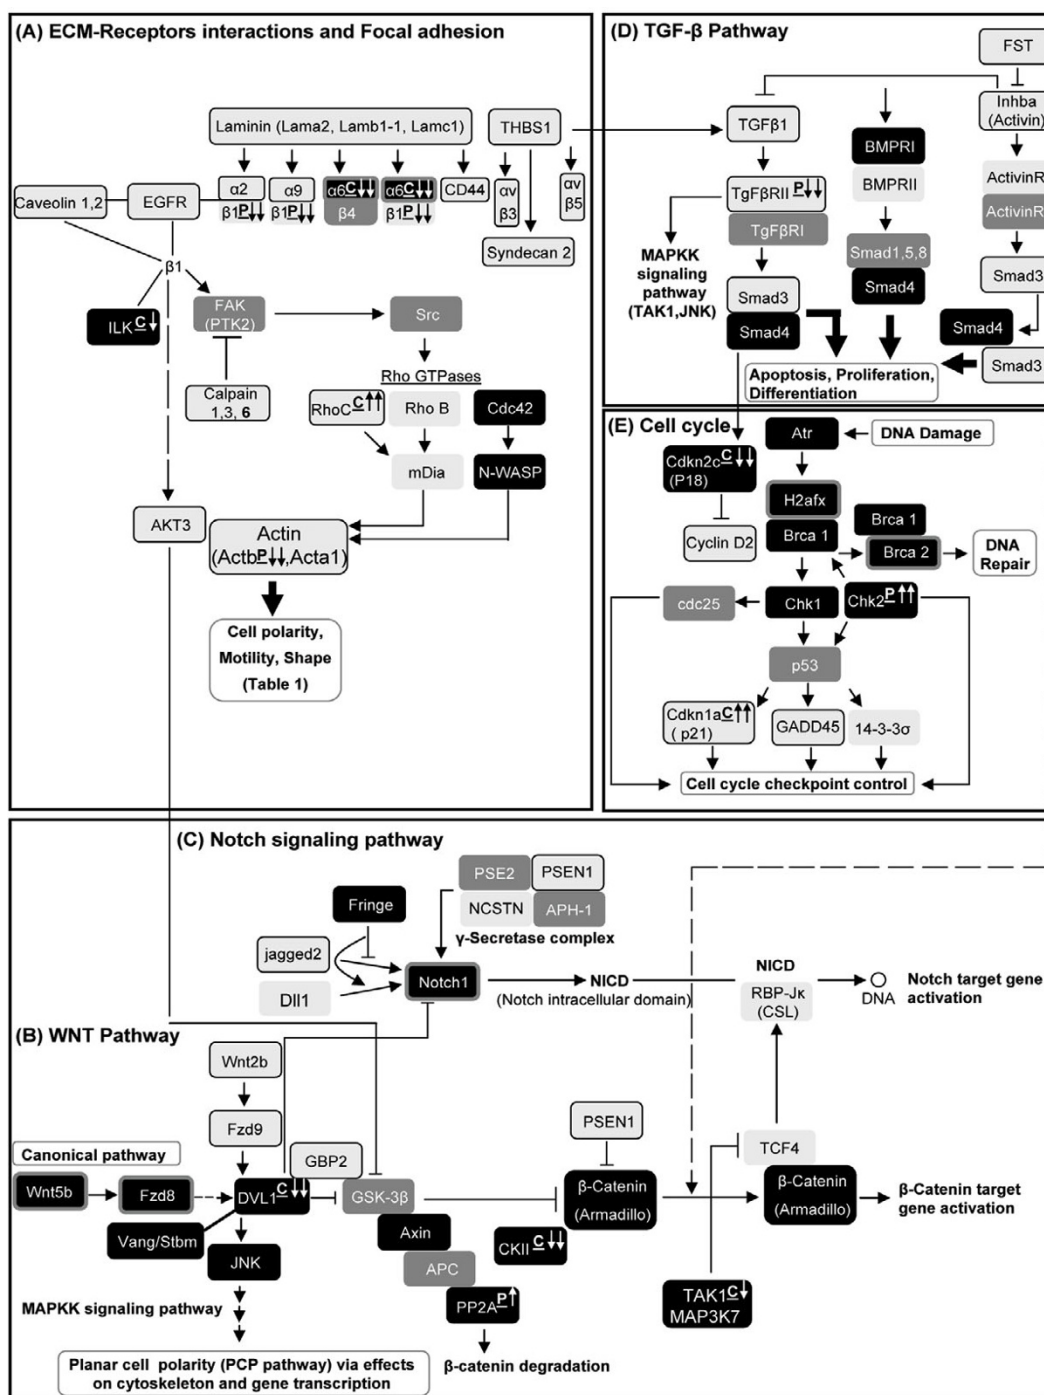 (A) ECM-Receptors interactions and Focal adhesion
Laminin (Lama2, Lamb1-1, Lamc1)
THBS1
Caveolin 1,2
EGFR
α2
β1P↓↓
α9
β1P↓↓
α6C↓↓
β4
α6C↓↓
β1P↓↓
CD44
αv
β3
αv
β5
Syndecan 2
β1
ILK C↓
FAK
(PTK2)
Src
Calpain
1,3, 6
Rho GTPases
RhoC C↑↑
Rho B
Cdc42
mDia
N-WASP
AKT3
Actin
(ActbP↓↓,Acta1)
Cell polarity,
Motility, Shape
(Table 1)
(D) TGF-β Pathway
FST
TGFβ1
Inhba
(Activin)
BMPRI
BMPRII
TgFβRII P↓↓
TgFβRI
ActivinR
ActivinR
MAPKK
signaling
pathway
(TAK1,JNK)
Smad1,5,8
Smad4
Smad3
Smad4
Smad3
Smad4
Smad3
Apoptosis, Proliferation,
Differentiation
(E) Cell cycle
Atr
DNA Damage
Cdkn2c C↓↓
(P18)
H2afx
Brca 1
Cyclin D2
Brca 1
Brca 2
DNA
Repair
cdc25
Chk1
Chk2 P↑↑
p53
Cdkn1a C↑↑
( p21)
GADD45
14-3-3σ
Cell cycle checkpoint control
(C) Notch signaling pathway
PSE2
PSEN1
NCSTN
APH-1
γ-Secretase complex
Fringe
jagged2
Dll1
Notch1
NICD
(Notch intracellular domain)
NICD
RBP-Jκ
(CSL)
DNA
Notch target gene
activation
(B) WNT Pathway
Wnt2b
Fzd9
Canonical pathway
Wnt5b
Fzd8
DVL1 C↓↓
GBP2
GSK-3β
Vang/Stbm
JNK
Axin
APC
PP2A P↑
CKII C↓↓
PSEN1
β-Catenin
(Armadillo)
TCF4
β-Catenin
(Armadillo)
β-Catenin target
gene activation
TAK1 C↓
MAP3K7
MAPKK signaling pathway
β-catenin degradation
Planar cell polarity (PCP pathway) via effects
on cytoskeleton and gene transcription